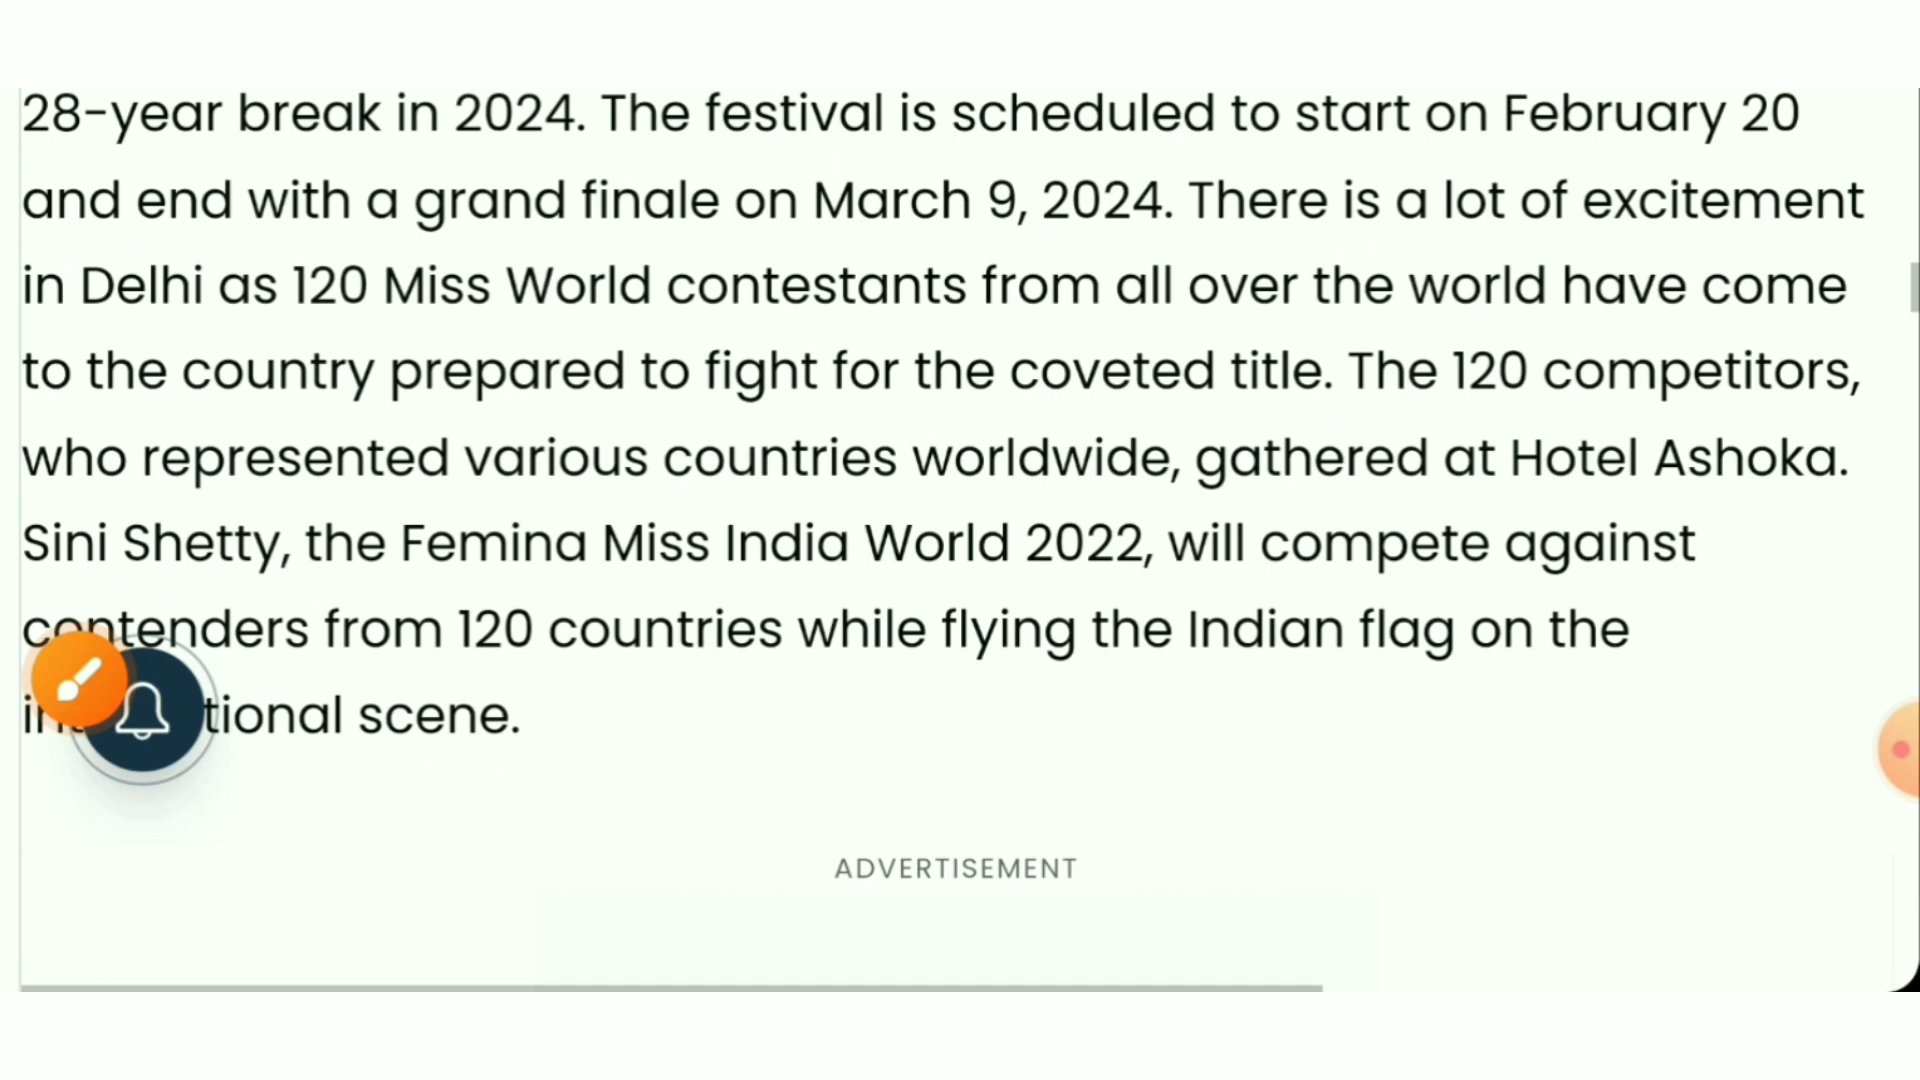 28-year break in 2024. The festival is scheduled to start on February 20
and end with a grand finale on March 9, 2024. There is a lot of excitement
in Delhi as 120 Miss World contestants from all over the world have come
to the country prepared to fight for the coveted title. The 120 competitors,
who represented various countries worldwide, gathered at Hotel Ashoka.
Sini Shetty, the Femina Miss India World 2022, will compete against
contenders from 120 countries while flying the Indian flag on the
scene.
ADVERTISEMENT